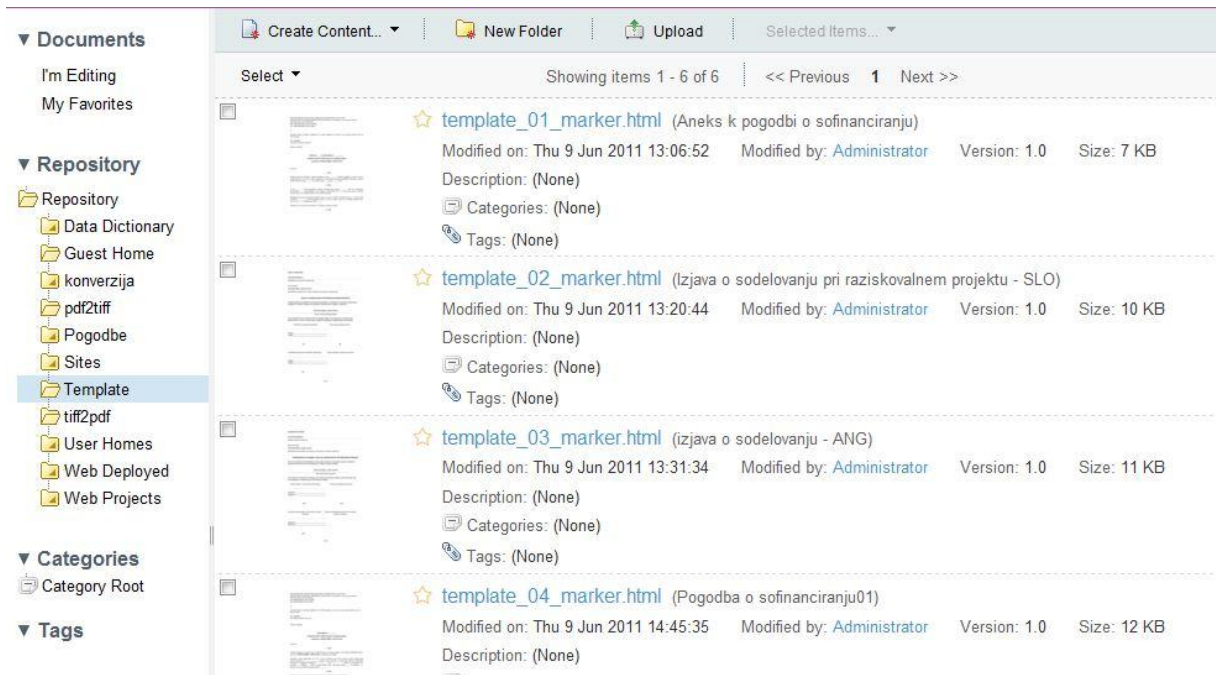 Documents
I'm Editing
My Favorites
Repository
Repository
Data Dictionary
Guest Home
konverzija
pdf2tiff
Pogodbe
Sites
Template
tiff2pdf
User Homes
Web Deployed
Web Projects
Categories
Category Root
Tags
Create Content... New Folder Upload Selected Items...
Select Showing items 1 - 6 of 6 << Previous 1 Next >>
template_01_marker.html (Aneks k pogodbi o sofinanciranju)
Modified on: Thu 9 Jun 2011 13:06:52 Modified by: Administrator Version: 1.0 Size: 7 KB
Description: (None)
Categories: (None)
Tags: (None)
template_02_marker.html (Izjava o sodelovanju pri raziskovalnem projektu - SLO)
Modified on: Thu 9 Jun 2011 13:20:44 Modified by: Administrator Version: 1.0 Size: 10 KB
Description: (None)
Categories: (None)
Tags: (None)
template_03_marker.html (izjava o sodelovanju - ANG)
Modified on: Thu 9 Jun 2011 13:31:34 Modified by: Administrator Version: 1.0 Size: 11 KB
Description: (None)
Categories: (None)
Tags: (None)
template_04_marker.html (Pogodba o sofinanciranju01)
Modified on: Thu 9 Jun 2011 14:45:35 Modified by: Administrator Version: 1.0 Size: 12 KB
Description: (None)